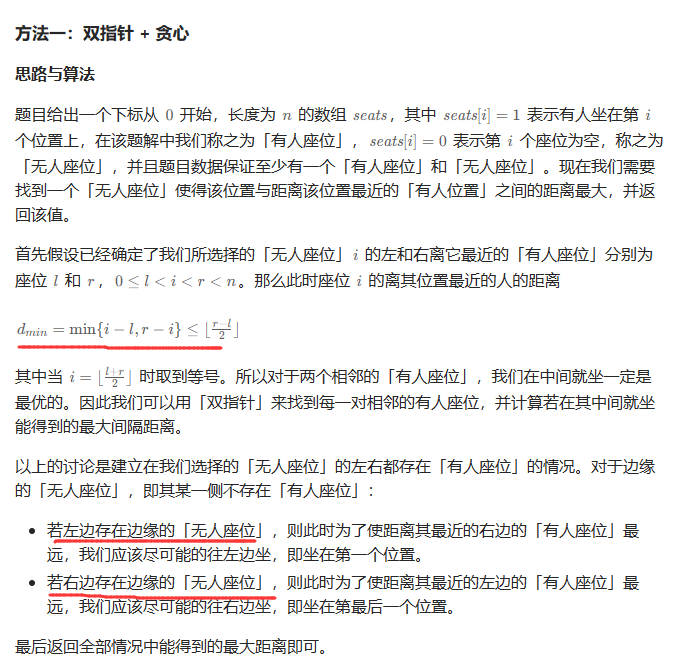 方法一：双指针 + 贪心
思路与算法
题目给出一个下标从 0 开始，长度为 n 的数组 seats，其中 seats[i] = 1 表示有人坐在第 i
个位置上，在该题解中我们称之为「有人座位」，seats[i] = 0 表示第 i 个座位为空，称之为
「无人座位」，并且题目数据保证至少有一个「有人座位」和「无人座位」。现在我们需要
找到一个「无人座位」使得该位置与距离该位置最近的「有人位置」之间的距离最大，并返
回该值。
首先假设已经确定了我们所选择的「无人座位」i 的左和右离它最近的「有人座位」分别为
座位 l 和 r，0 ≤ l < i < r < n。那么此时座位 i 的离其位置最近的人的距离
d_{min} = min{i − l, r − i} ≤ ⌊\frac{r−l}{2}⌋
其中当 i = ⌊\frac{l+r}{2}⌋ 时取到等号。所以对于两个相邻的「有人座位」，我们在中间就坐一定是
最优的。因此我们可以用「双指针」来找到每一对相邻的有人座位，并计算若在其中间就坐
能得到的最大间隔距离。
以上的讨论是建立在我们选择的「无人座位」的左右都存在「有人座位」的情况。对于边缘
的「无人座位」，即其某一侧不存在「有人座位」：
• 若左边存在边缘的「无人座位」，则此时为了使距离其最近的右边的「有人座位」最
远，我们应该尽可能的往左边坐，即坐在第一个位置。
• 若右边存在边缘的「无人座位」，则此时为了使距离其最近的左边的「有人座位」最
远，我们应该尽可能的往右边坐，即坐在第最后一个位置。
最后返回全部情况中能得到的最大距离即可。